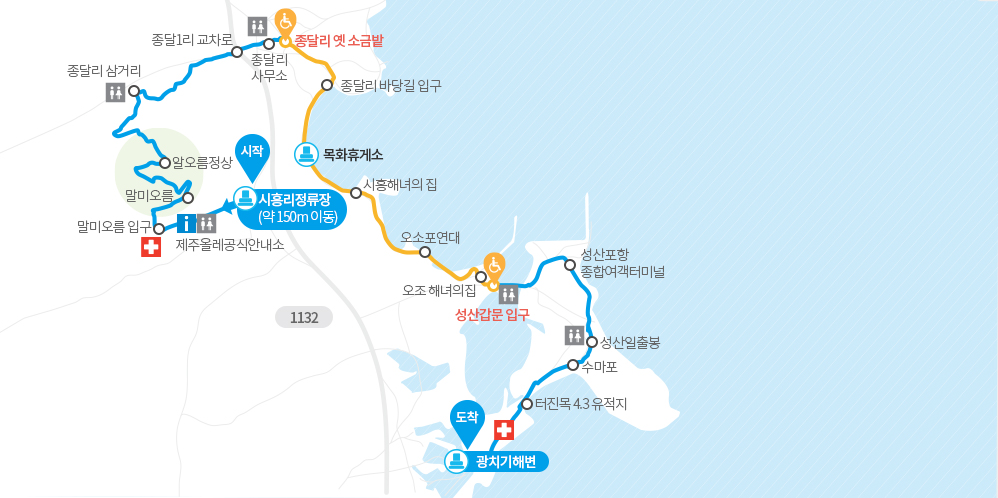 종달1리 교차로
종달리 옛 소금밭
종달리
사무소
종달리 삼거리
종달리 바당길 입구
시작
목화휴게소
알오름정상
시흥해녀의 집
말미오름
시흥리정류장
(약 150m 이동)
말미오름 입구
제주올레공식안내소
오소포연대
성산포항
종합여객터미널
오조 해녀의집
성산갑문 입구
1132
성산일출봉
수마포
터진목 4.3 유적지
도착
광치기해변